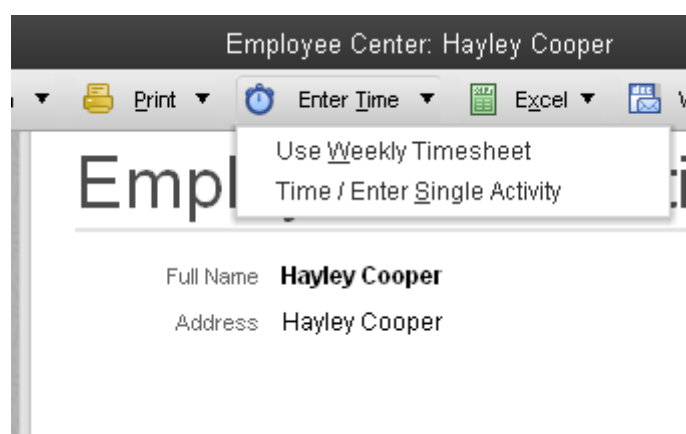 Employee Center: Hayley Cooper
Print Enter Time Excel
Use Weekly Timesheet
Time / Enter Single Activity
Full Name Hayley Cooper
Address Hayley Cooper